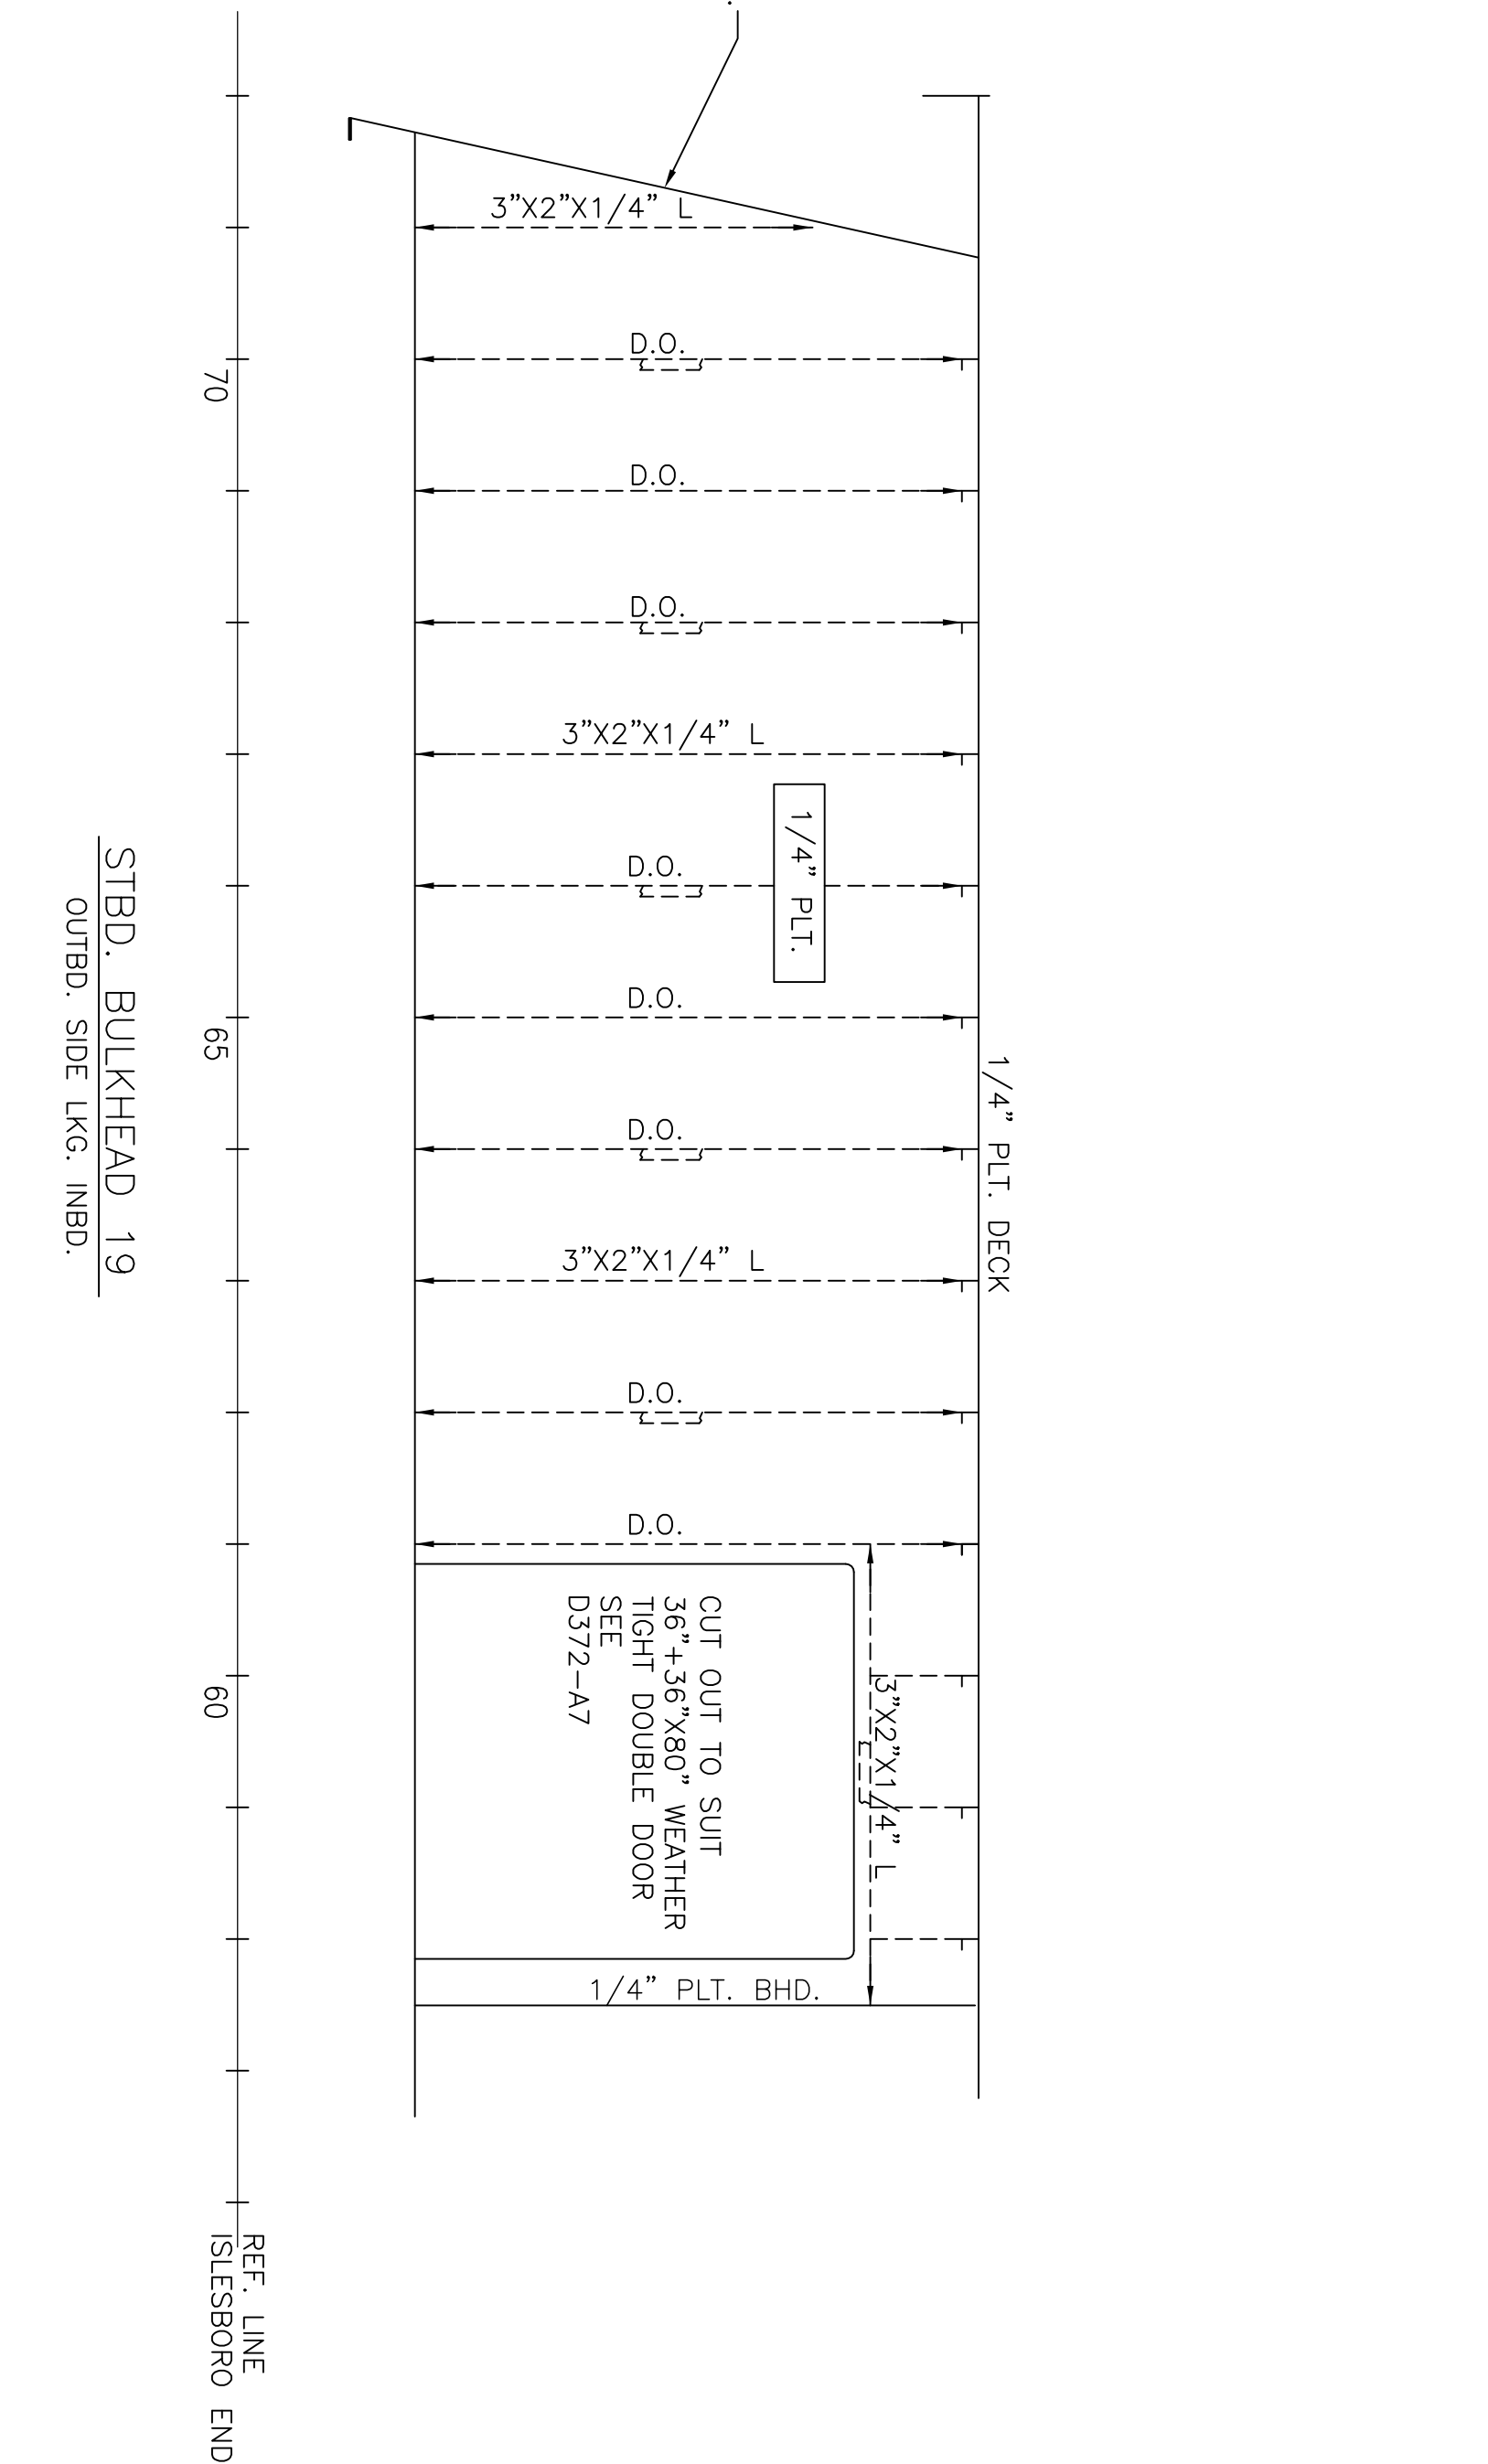 3"X2"X1/4" L
D.O.
D.O.
D.O.
3"X2"X1/4" L
1/4" PLT.
D.O.
D.O.
D.O.
1/4" PLT. DECK
3"X2"X1/4" L
D.O.
D.O.
3"X2"X1/4" L
CUT OUT TO SUIT
36"+36"X80" WEATHER
TIGHT DOUBLE DOOR
SEE
D372-A7
1/4" PLT. BHD.
70
65
60
REF. LINE
ISLESBORO END
STBD. BULKHEAD 19
OUTBD. SIDE LKG. INBD.